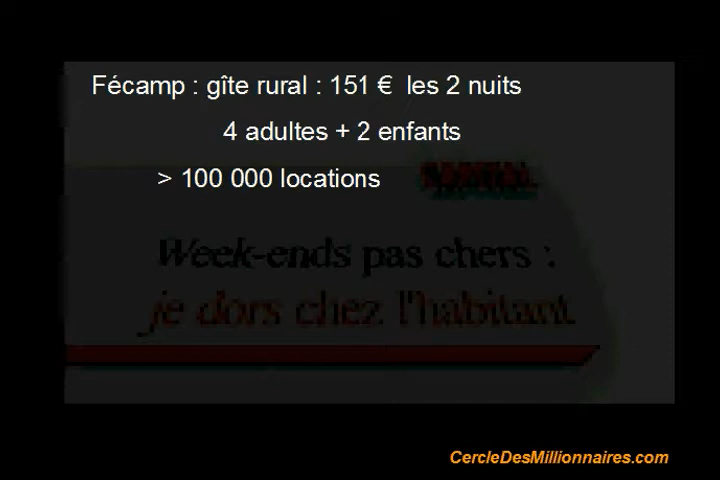 Fécamp : gîte rural : 151 € les 2 nuits
4 adultes + 2 enfants
> 100 000 locations
CAPITAL
Week-ends pas chers :
je dors chez l'habitant
CercleDesMillionnaires.com